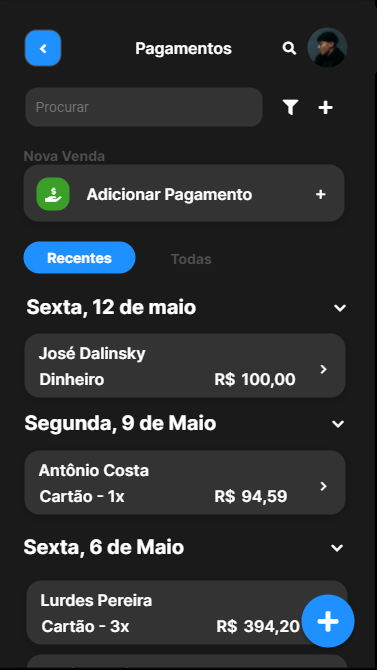 Pagamentos
Procurar
Nova Venda
Adicionar Pagamento
Recentes
Todas
Sexta, 12 de maio
José Dalinsky
Dinheiro R$ 100,00
Segunda, 9 de Maio
Antônio Costa
Cartão - 1x R$ 94,59
Sexta, 6 de Maio
Lurdes Pereira
Cartão - 3x R$ 394,20